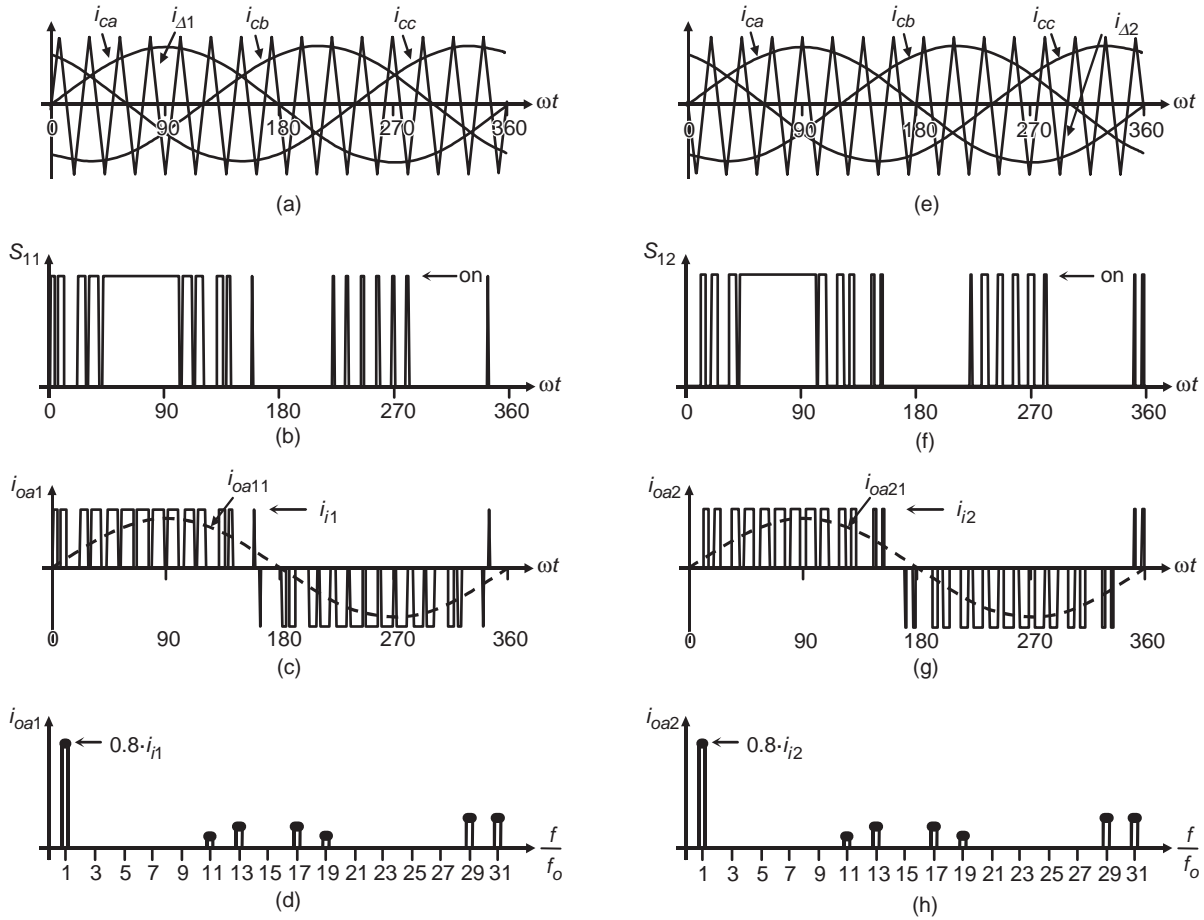 i_ca i_Δ1 i_cb i_cc
ωt
0 90 180 270 360
(a)
i_ca i_cb i_cc i_Δ2
ωt
0 90 180 270 360
(e)
S_11
on
ωt
0 90 180 270 360
(b)
S_12
on
ωt
0 90 180 270 360
(f)
i_oa1
i_oa11
i_i1
ωt
0 90 180 270 360
(c)
i_oa2
i_oa21
i_i2
ωt
0 90 180 270 360
(g)
i_oa1
0.8·i_i1
f
f_o
1 3 5 7 9 11 13 15 17 19 21 23 25 27 29 31
(d)
i_oa2
0.8·i_i2
f
f_o
1 3 5 7 9 11 13 15 17 19 21 23 25 27 29 31
(h)